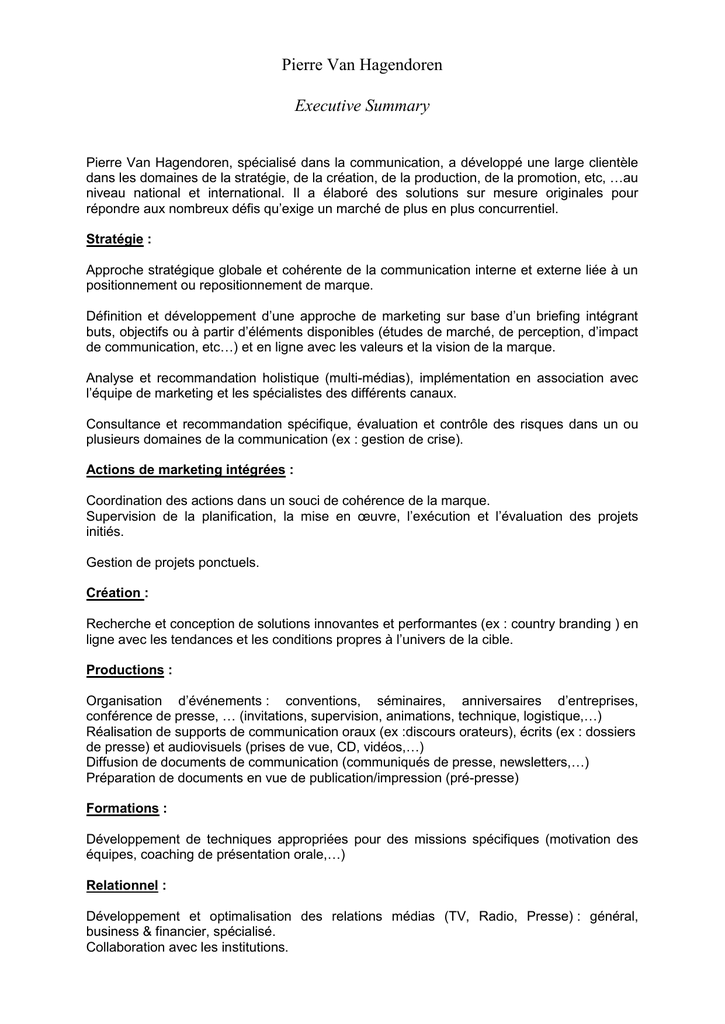 Pierre Van Hagendoren
Executive Summary
Pierre Van Hagendoren, spécialisé dans la communication, a développé une large clientèle
dans les domaines de la stratégie, de la création, de la production, de la promotion, etc, …au
niveau national et international. Il a élaboré des solutions sur mesure originales pour
répondre aux nombreux défis qu’exige un marché de plus en plus concurrentiel.
Stratégie :
Approche stratégique globale et cohérente de la communication interne et externe liée à un
positionnement ou repositionnement de marque.
Définition et développement d’une approche de marketing sur base d’un briefing intégrant
buts, objectifs ou à partir d’éléments disponibles (études de marché, de perception, d’impact
de communication, etc…) et en ligne avec les valeurs et la vision de la marque.
Analyse et recommandation holistique (multi-médias), implémentation en association avec
l’équipe de marketing et les spécialistes des différents canaux.
Consultance et recommandation spécifique, évaluation et contrôle des risques dans un ou
plusieurs domaines de la communication (ex : gestion de crise).
Actions de marketing intégrées :
Coordination des actions dans un souci de cohérence de la marque.
Supervision de la planification, la mise en œuvre, l’exécution et l’évaluation des projets
initiés.
Gestion de projets ponctuels.
Création :
Recherche et conception de solutions innovantes et performantes (ex : country branding ) en
ligne avec les tendances et les conditions propres à l’univers de la cible.
Productions :
Organisation d’événements : conventions, séminaires, anniversaires d’entreprises,
conférence de presse, … (invitations, supervision, animations, technique, logistique,…)
Réalisation de supports de communication oraux (ex :discours orateurs), écrits (ex : dossiers
de presse) et audiovisuels (prises de vue, CD, vidéos,…)
Diffusion de documents de communication (communiqués de presse, newsletters,…)
Préparation de documents en vue de publication/impression (pré-presse)
Formations :
Développement de techniques appropriées pour des missions spécifiques (motivation des
équipes, coaching de présentation orale,…)
Relationnel :
Développement et optimalisation des relations médias (TV, Radio, Presse) : général,
business & financier, spécialisé.
Collaboration avec les institutions.